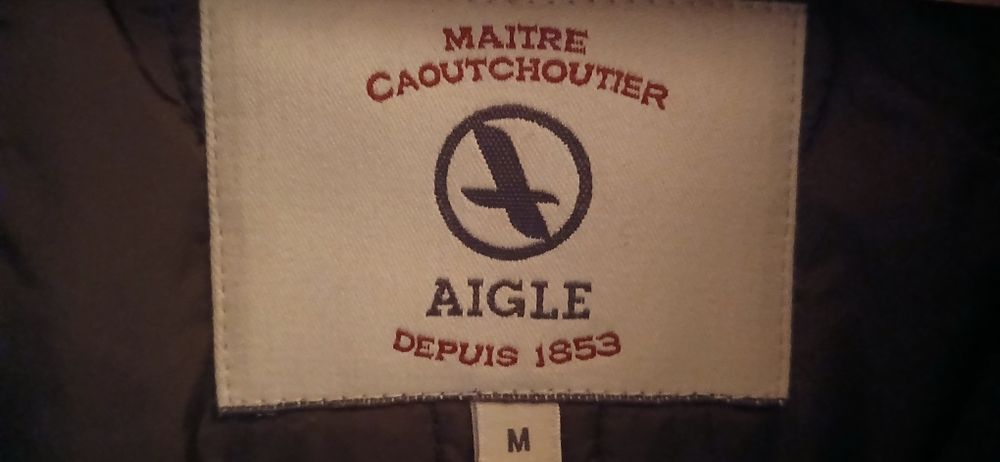 MAITRE
CAOUTCHOUTIER
AIGLE
DEPUIS 1853
M